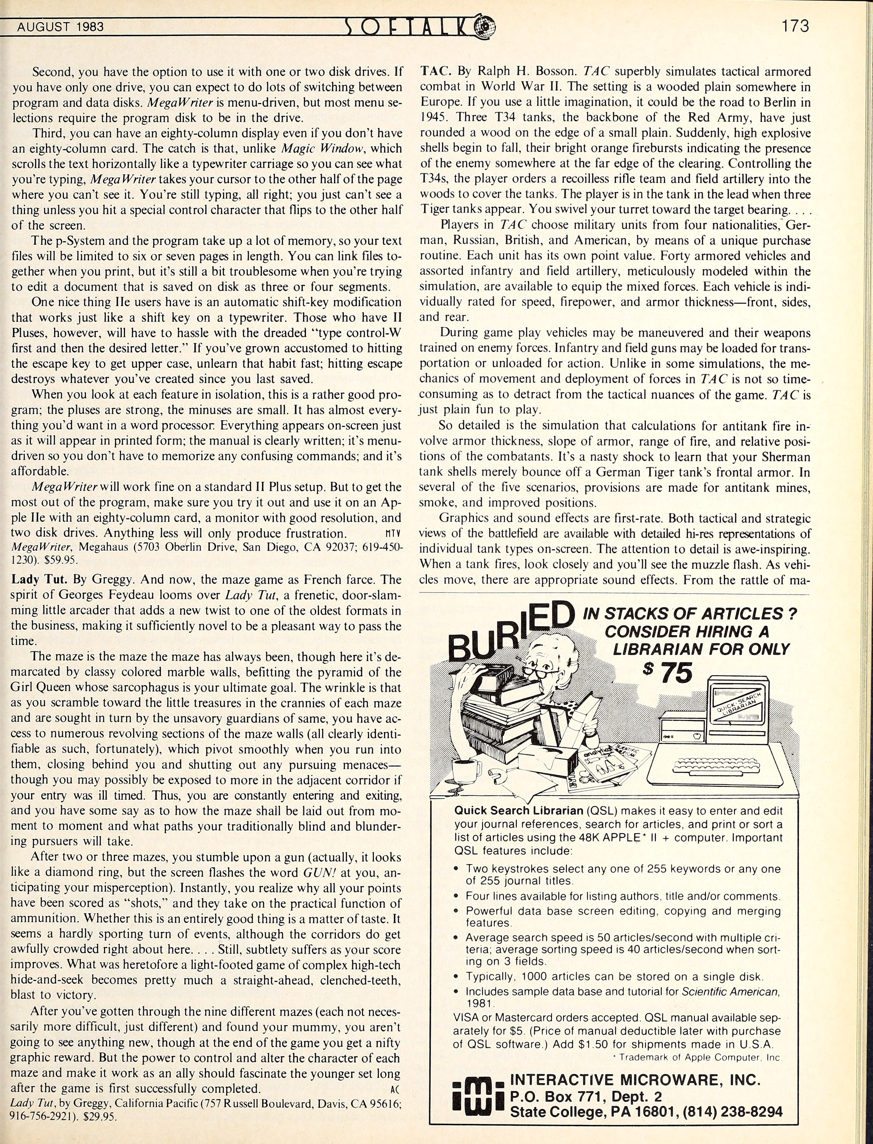 AUGUST 1983
SOFTALK
173
Second, you have the option to use it with one or two disk drives. If
you have only one drive, you can expect to do lots of switching between
program and data disks. MegaWriter is menu-driven, but most menu se-
lections require the program disk to be in the drive.
Third, you can have an eighty-column display even if you don't have
an eighty-column card. The catch is that, unlike Magic Window, which
scrolls the text horizontally like a typewriter carriage so you can see what
you're typing, MegaWriter takes your cursor to the other half of the page
where you can't see it. You're still typing, all right; you just can't see a
thing unless you hit a special control character that flips to the other half
of the screen.
The p-System and the program take up a lot of memory, so your text
files will be limited to six or seven pages in length. You can link files to-
gether when you print, but it's still a bit troublesome when you're trying
to edit a document that is saved on disk as three or four segments.
One nice thing IIe users have is an automatic shift-key modification
that works just like a shift key on a typewriter. Those who have II
Pluses, however, will have to hassle with the dreaded "type control-W
first and then the desired letter." If you've grown accustomed to hitting
the escape key to get upper case, unlearn that habit fast; hitting escape
destroys whatever you've created since you last saved.
When you look at each feature in isolation, this is a rather good pro-
gram; the pluses are strong, the minuses are small. It has almost every-
thing you'd want in a word processor. Everything appears on-screen just
as it will appear in printed form; the manual is clearly written; it's menu-
driven so you don't have to memorize any confusing commands; and it's
affordable.
MegaWriter will work fine on a standard II Plus setup. But to get the
most out of the program, make sure you try it out and use it on an Ap-
ple IIe with an eighty-column card, a monitor with good resolution, and
two disk drives. Anything less will only produce frustration. MTV
MegaWriter, Megahaus (5703 Oberlin Drive, San Diego, CA 92037; 619-450-
1230). $59.95.
Lady Tut. By Greggy. And now, the maze game as French farce. The
spirit of Georges Feydeau looms over Lady Tut, a frenetic, door-slam-
ming little arcader that adds a new twist to one of the oldest formats in
the business, making it sufficiently novel to be a pleasant way to pass the
time.
The maze is the maze the maze has always been, though here it's de-
marcated by classy colored marble walls, befitting the pyramid of the
Girl Queen whose sarcophagus is your ultimate goal. The wrinkle is that
as you scramble toward the little treasures in the crannies of each maze
and are sought in turn by the unsavory guardians of same, you have ac-
cess to numerous revolving sections of the maze walls (all clearly identi-
fiable as such, fortunately), which pivot smoothly when you run into
them, closing behind you and shutting out any pursuing menaces—
though you may possibly be exposed to more in the adjacent corridor if
your entry was ill timed. Thus, you are constantly entering and exiting,
and you have some say as to how the maze shall be laid out from mo-
ment to moment and what paths your traditionally blind and blunder-
ing pursuers will take.
After two or three mazes, you stumble upon a gun (actually, it looks
like a diamond ring, but the screen flashes the word GUN! at you, an-
ticipating your misperception). Instantly, you realize why all your points
have been scored as "shots," and they take on the practical function of
ammunition. Whether this is an entirely good thing is a matter of taste. It
seems a hardly sporting turn of events, although the corridors do get
awfully crowded right about here. . . . Still, subtlety suffers as your score
improves. What was heretofore a light-footed game of complex high-tech
hide-and-seek becomes pretty much a straight-ahead, clenched-teeth,
blast to victory.
After you've gotten through the nine different mazes (each not neces-
sarily more difficult, just different) and found your mummy, you aren't
going to see anything new, though at the end of the game you get a nifty
graphic reward. But the power to control and alter the character of each
maze and make it work as an ally should fascinate the younger set long
after the game is first successfully completed. AC
Lady Tut, by Greggy, California Pacific (757 Russell Boulevard, Davis, CA 95616;
916-756-2921). $29.95.
TAC. By Ralph H. Bosson. TAC superbly simulates tactical armored
combat in World War II. The setting is a wooded plain somewhere in
Europe. If you use a little imagination, it could be the road to Berlin in
1945. Three T34 tanks, the backbone of the Red Army, have just
rounded a wood on the edge of a small plain. Suddenly, high explosive
shells begin to fall, their bright orange firebursts indicating the presence
of the enemy somewhere at the far edge of the clearing. Controlling the
T34s, the player orders a recoilless rifle team and field artillery into the
woods to cover the tanks. The player is in the tank in the lead when three
Tiger tanks appear. You swivel your turret toward the target bearing. . . .
Players in TAC choose military units from four nationalities, Ger-
man, Russian, British, and American, by means of a unique purchase
routine. Each unit has its own point value. Forty armored vehicles and
assorted infantry and field artillery, meticulously modeled within the
simulation, are available to equip the mixed forces. Each vehicle is indi-
vidually rated for speed, firepower, and armor thickness—front, sides,
and rear.
During game play vehicles may be maneuvered and their weapons
trained on enemy forces. Infantry and field guns may be loaded for trans-
portation or unloaded for action. Unlike in some simulations, the me-
chanics of movement and deployment of forces in TAC is not so time-
consuming as to detract from the tactical nuances of the game. TAC is
just plain fun to play.
So detailed is the simulation that calculations for antitank fire in-
volve armor thickness, slope of armor, range of fire, and relative posi-
tions of the combatants. It's a nasty shock to learn that your Sherman
tank shells merely bounce off a German Tiger tank's frontal armor. In
several of the five scenarios, provisions are made for antitank mines,
smoke, and improved positions.
Graphics and sound effects are first-rate. Both tactical and strategic
views of the battlefield are available with detailed hi-res representations of
individual tank types on-screen. The attention to detail is awe-inspiring.
When a tank fires, look closely and you'll see the muzzle flash. As vehi-
cles move, there are appropriate sound effects. From the rattle of ma-
BURIED IN STACKS OF ARTICLES ?
CONSIDER HIRING A
LIBRARIAN FOR ONLY
$ 75
QUICK SEARCH
LIBRARIAN
QSL
Quick Search Librarian (QSL) makes it easy to enter and edit
your journal references, search for articles, and print or sort a
list of articles using the 48K APPLE* II + computer. Important
QSL features include:
• Two keystrokes select any one of 255 keywords or any one
of 255 journal titles.
• Four lines available for listing authors, title and/or comments.
• Powerful data base screen editing, copying and merging
features.
• Average search speed is 50 articles/second with multiple cri-
teria; average sorting speed is 40 articles/second when sort-
ing on 3 fields.
• Typically, 1000 articles can be stored on a single disk.
• Includes sample data base and tutorial for Scientific American,
1981.
VISA or Mastercard orders accepted. QSL manual available sep-
arately for $5. (Price of manual deductible later with purchase
of QSL software.) Add $1.50 for shipments made in U.S.A.
* Trademark of Apple Computer, Inc.
INTERACTIVE MICROWARE, INC.
P.O. Box 771, Dept. 2
State College, PA 16801, (814) 238-8294